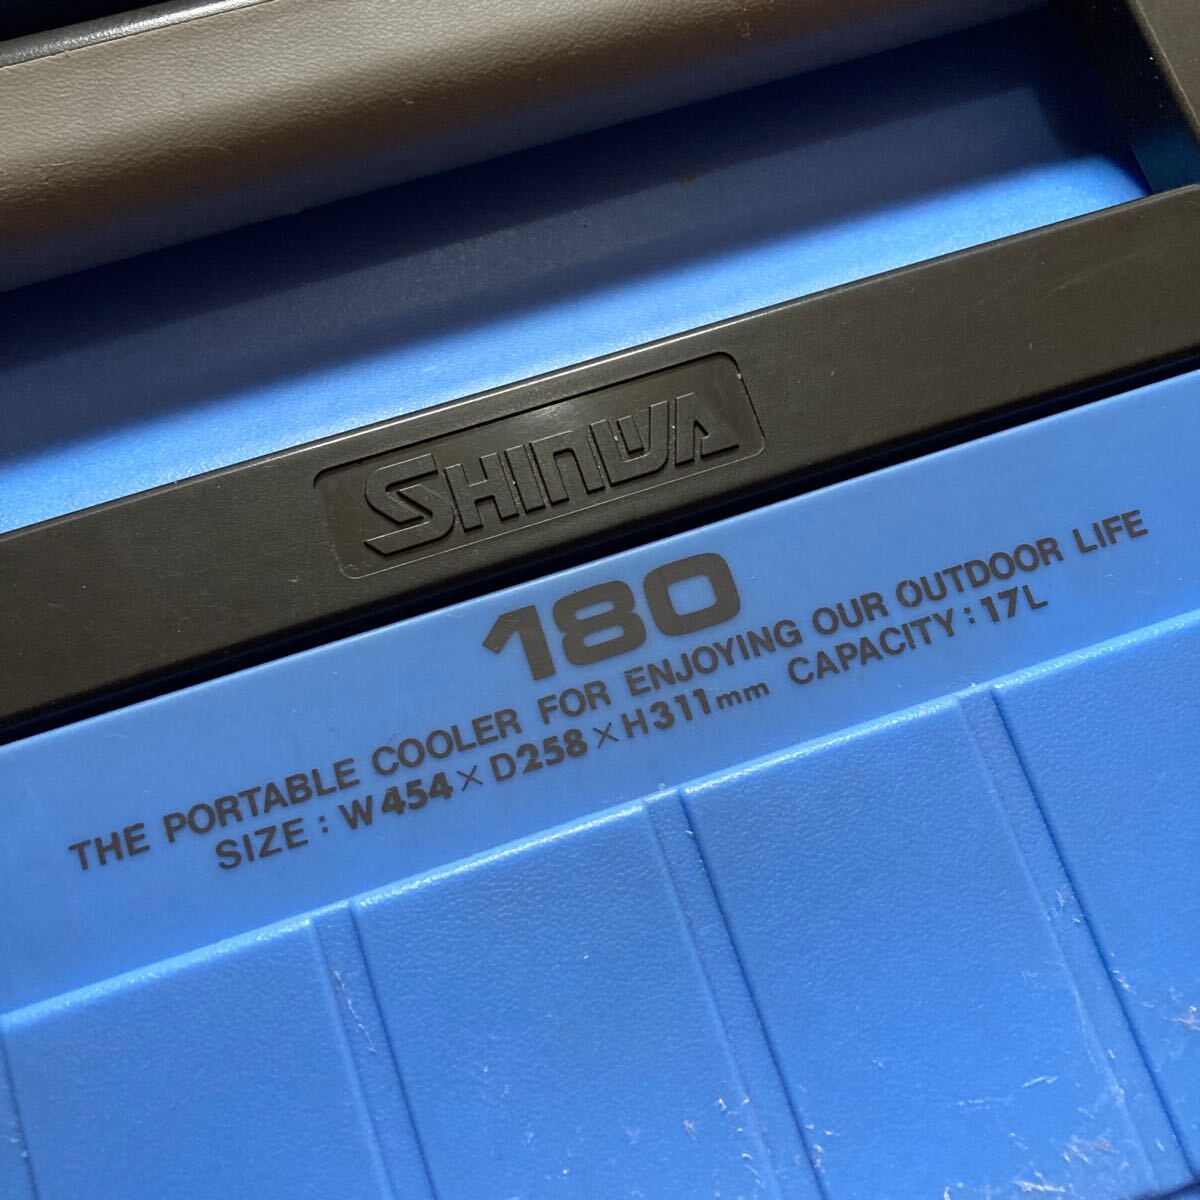 SHINWA
180
THE PORTABLE COOLER FOR ENJOYING OUR OUTDOOR LIFE
SIZE : W454×D258×H311mm CAPACITY : 17L